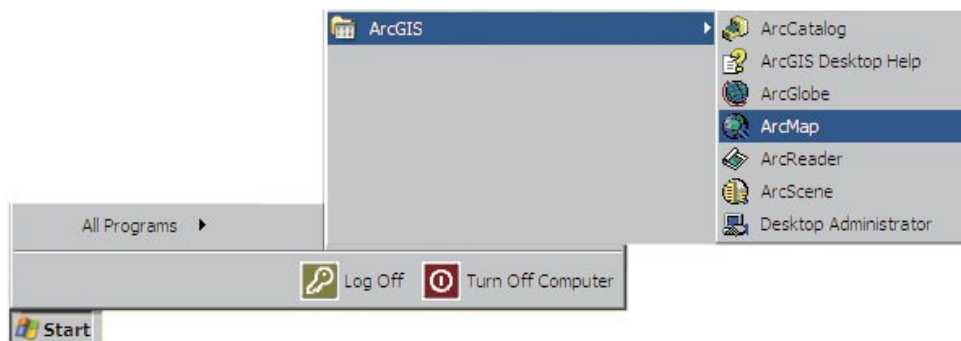 ArcGIS
ArcCatalog
ArcGIS Desktop Help
ArcGlobe
ArcMap
ArcReader
ArcScene
Desktop Administrator
All Programs
Log Off
Turn Off Computer
Start